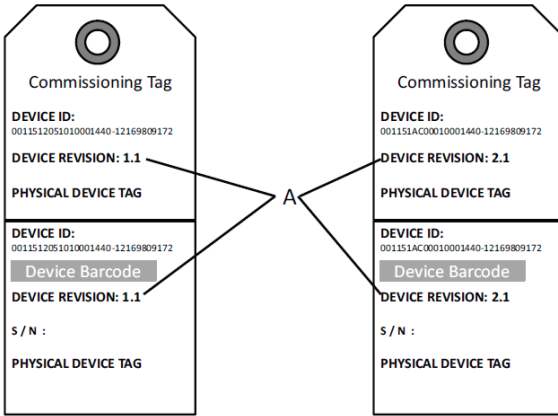 Commissioning Tag
DEVICE ID:
0011512051010001440-12169809172
DEVICE REVISION: 1.1
PHYSICAL DEVICE TAG
DEVICE ID:
0011512051010001440-12169809172
Device Barcode
DEVICE REVISION: 1.1
S / N :
PHYSICAL DEVICE TAG
A
Commissioning Tag
DEVICE ID:
001151AC00010001440-12169809172
DEVICE REVISION: 2.1
PHYSICAL DEVICE TAG
DEVICE ID:
001151AC00010001440-12169809172
Device Barcode
DEVICE REVISION: 2.1
S / N :
PHYSICAL DEVICE TAG